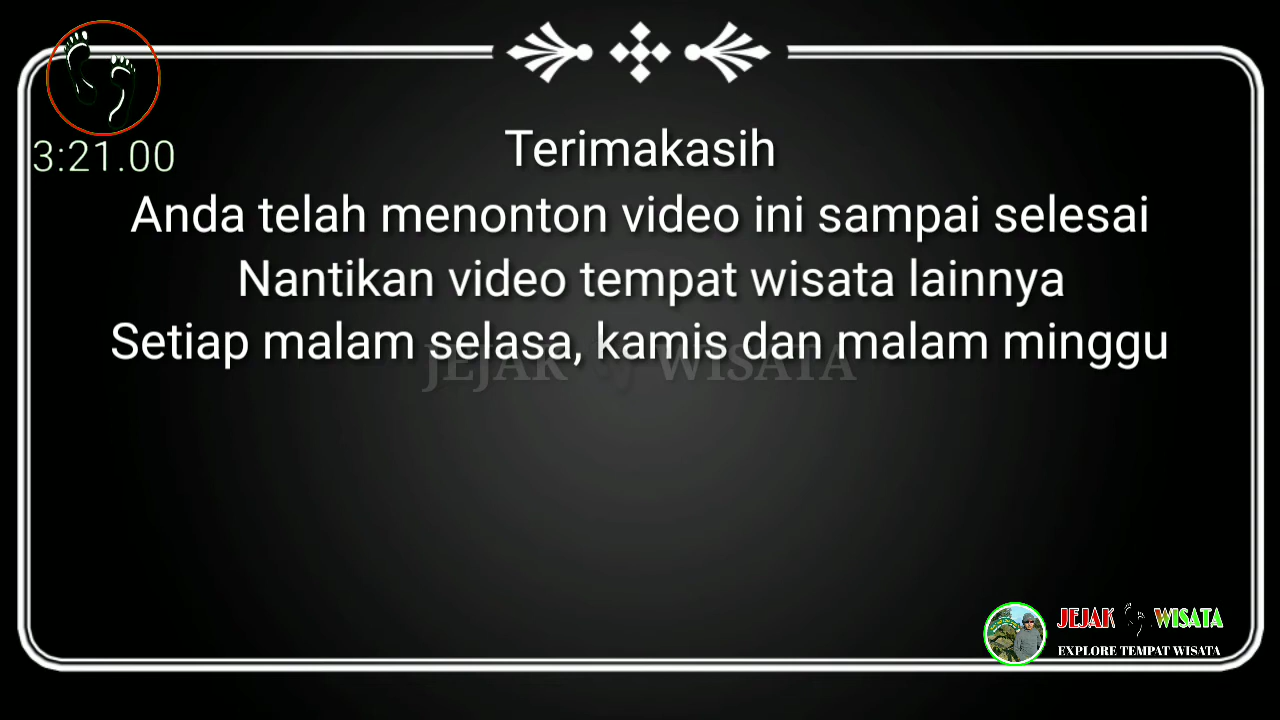 3:21.00
Terimakasih
Anda telah menonton video ini sampai selesai
Nantikan video tempat wisata lainnya
Setiap malam selasa, kamis dan malam minggu
JEJAK WISATA
JEJAK WISATA
EXPLORE TEMPAT WISATA